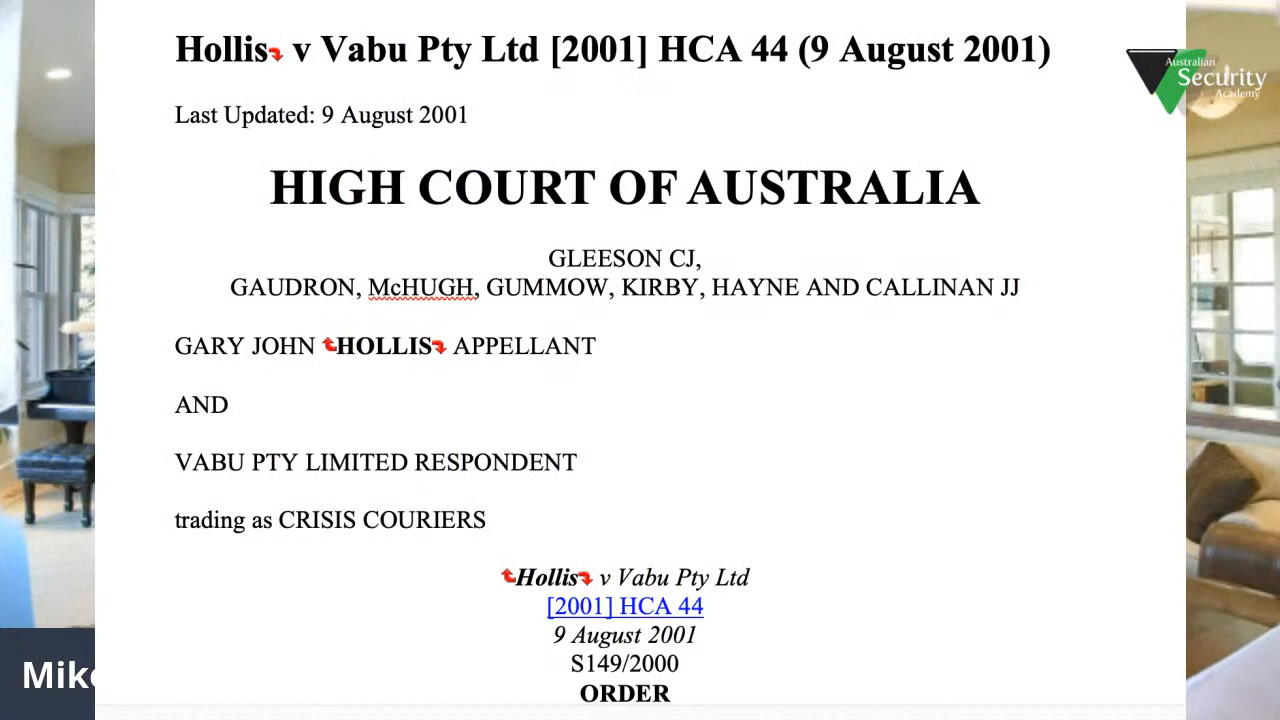 Hollis v Vabu Pty Ltd [2001] HCA 44 (9 August 2001)
Australian
Security
Academy
Last Updated: 9 August 2001
HIGH COURT OF AUSTRALIA
GLEESON CJ,
GAUDRON, McHUGH, GUMMOW, KIRBY, HAYNE AND CALLINAN JJ
GARY JOHN HOLLIS APPELLANT
AND
VABU PTY LIMITED RESPONDENT
trading as CRISIS COURIERS
Hollis v Vabu Pty Ltd
[2001] HCA 44
9 August 2001
S149/2000
ORDER